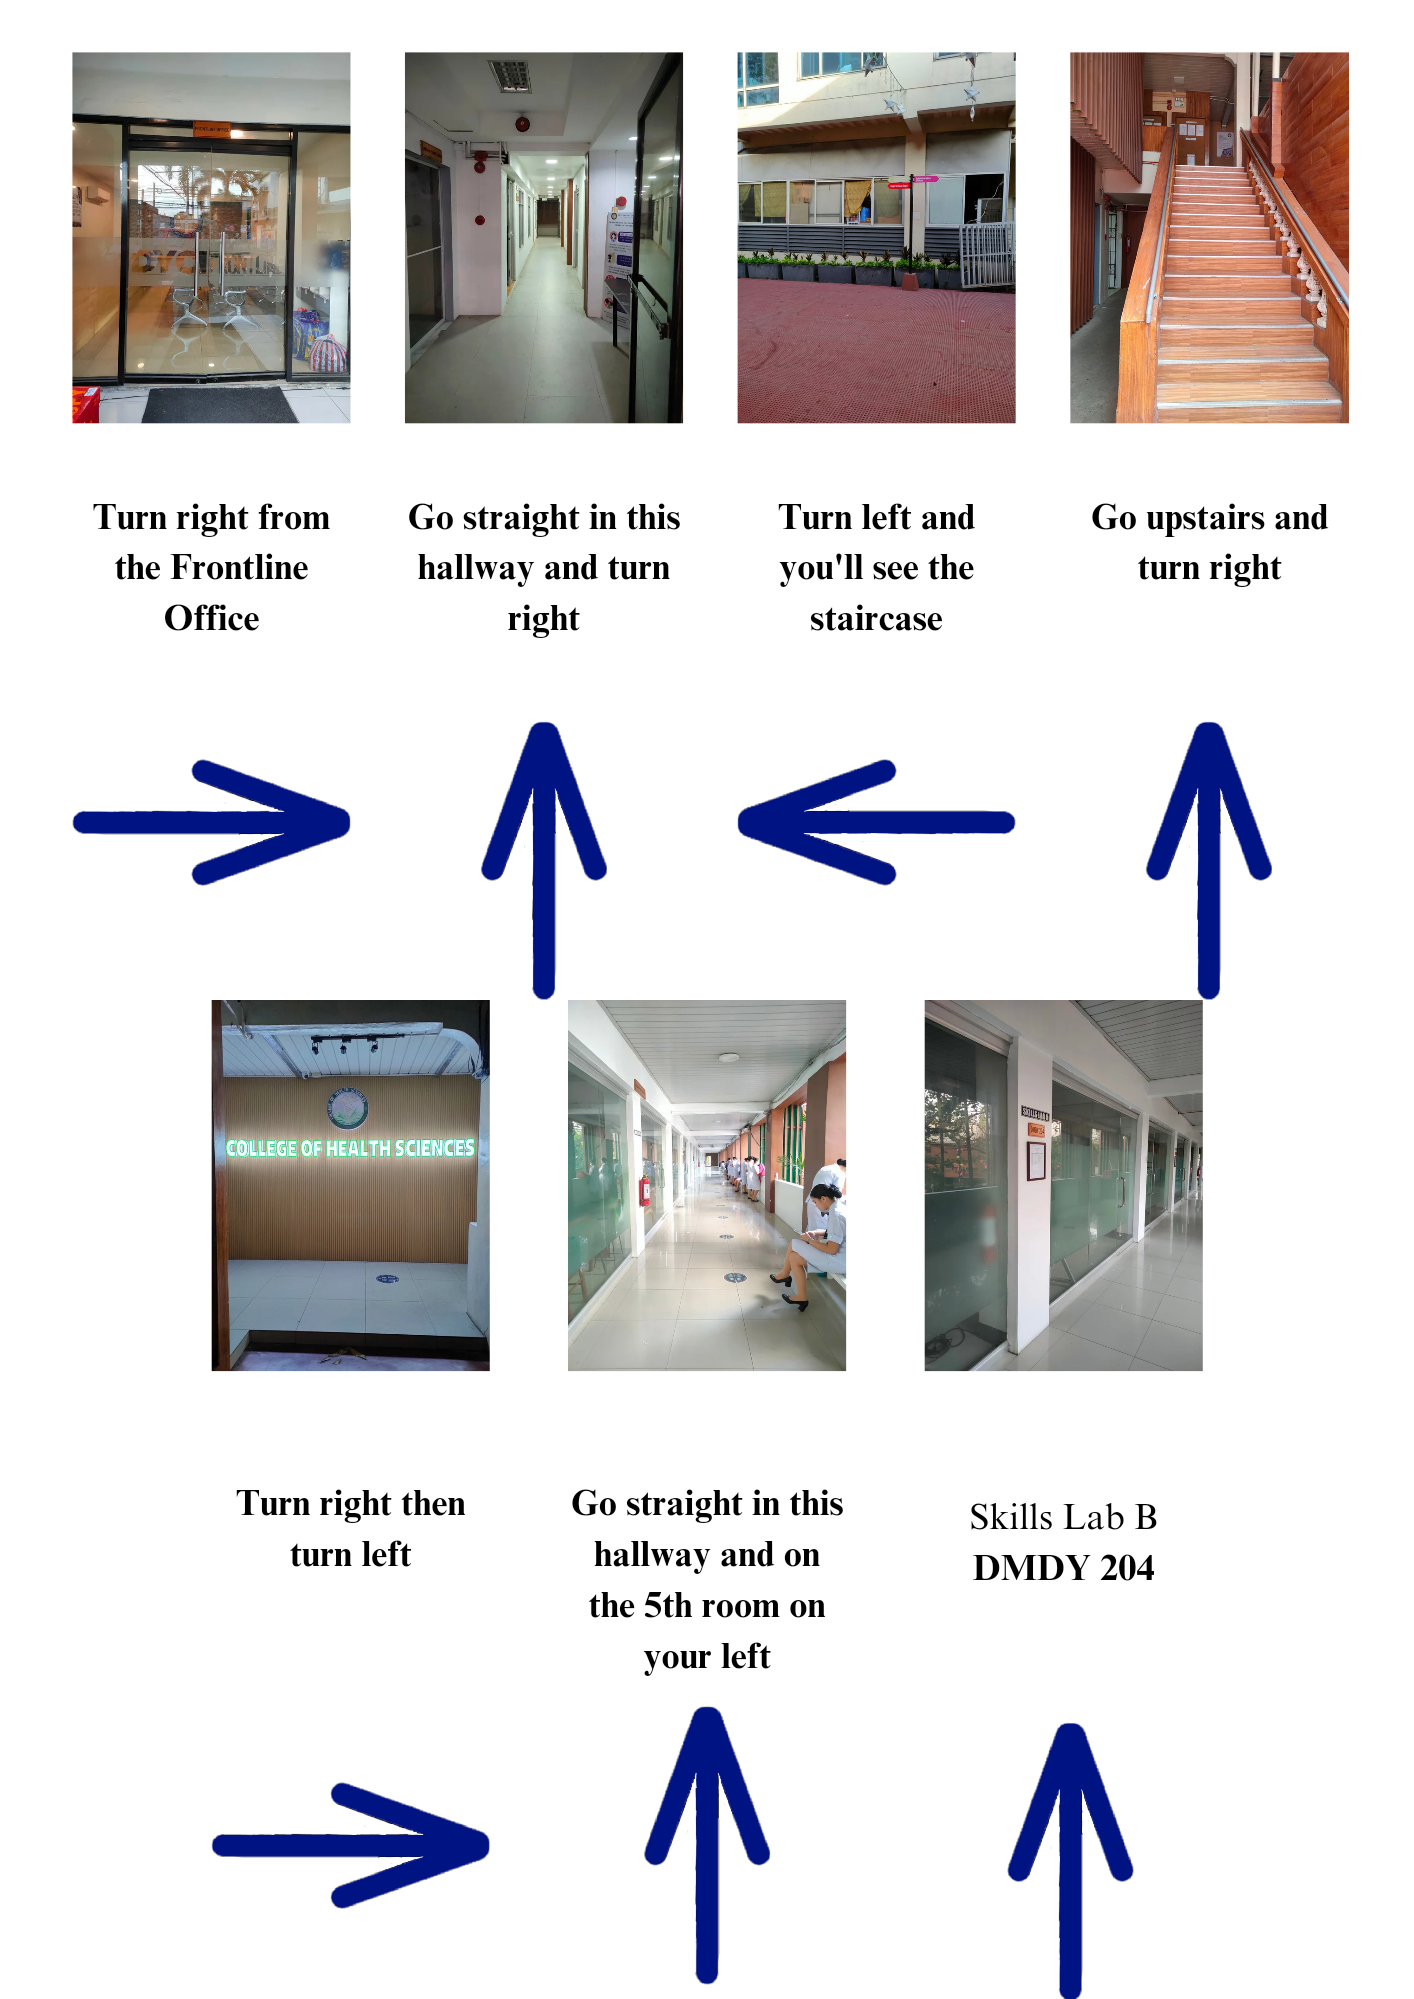 Turn right from
the Frontline
Office
Go straight in this
hallway and turn
right
Turn left and
you'll see the
staircase
Go upstairs and
turn right
COLLEGE OF HEALTH SCIENCES
SKILLS LAB B
Turn right then
turn left
Go straight in this
hallway and on
the 5th room on
your left
Skills Lab B
DMDY 204